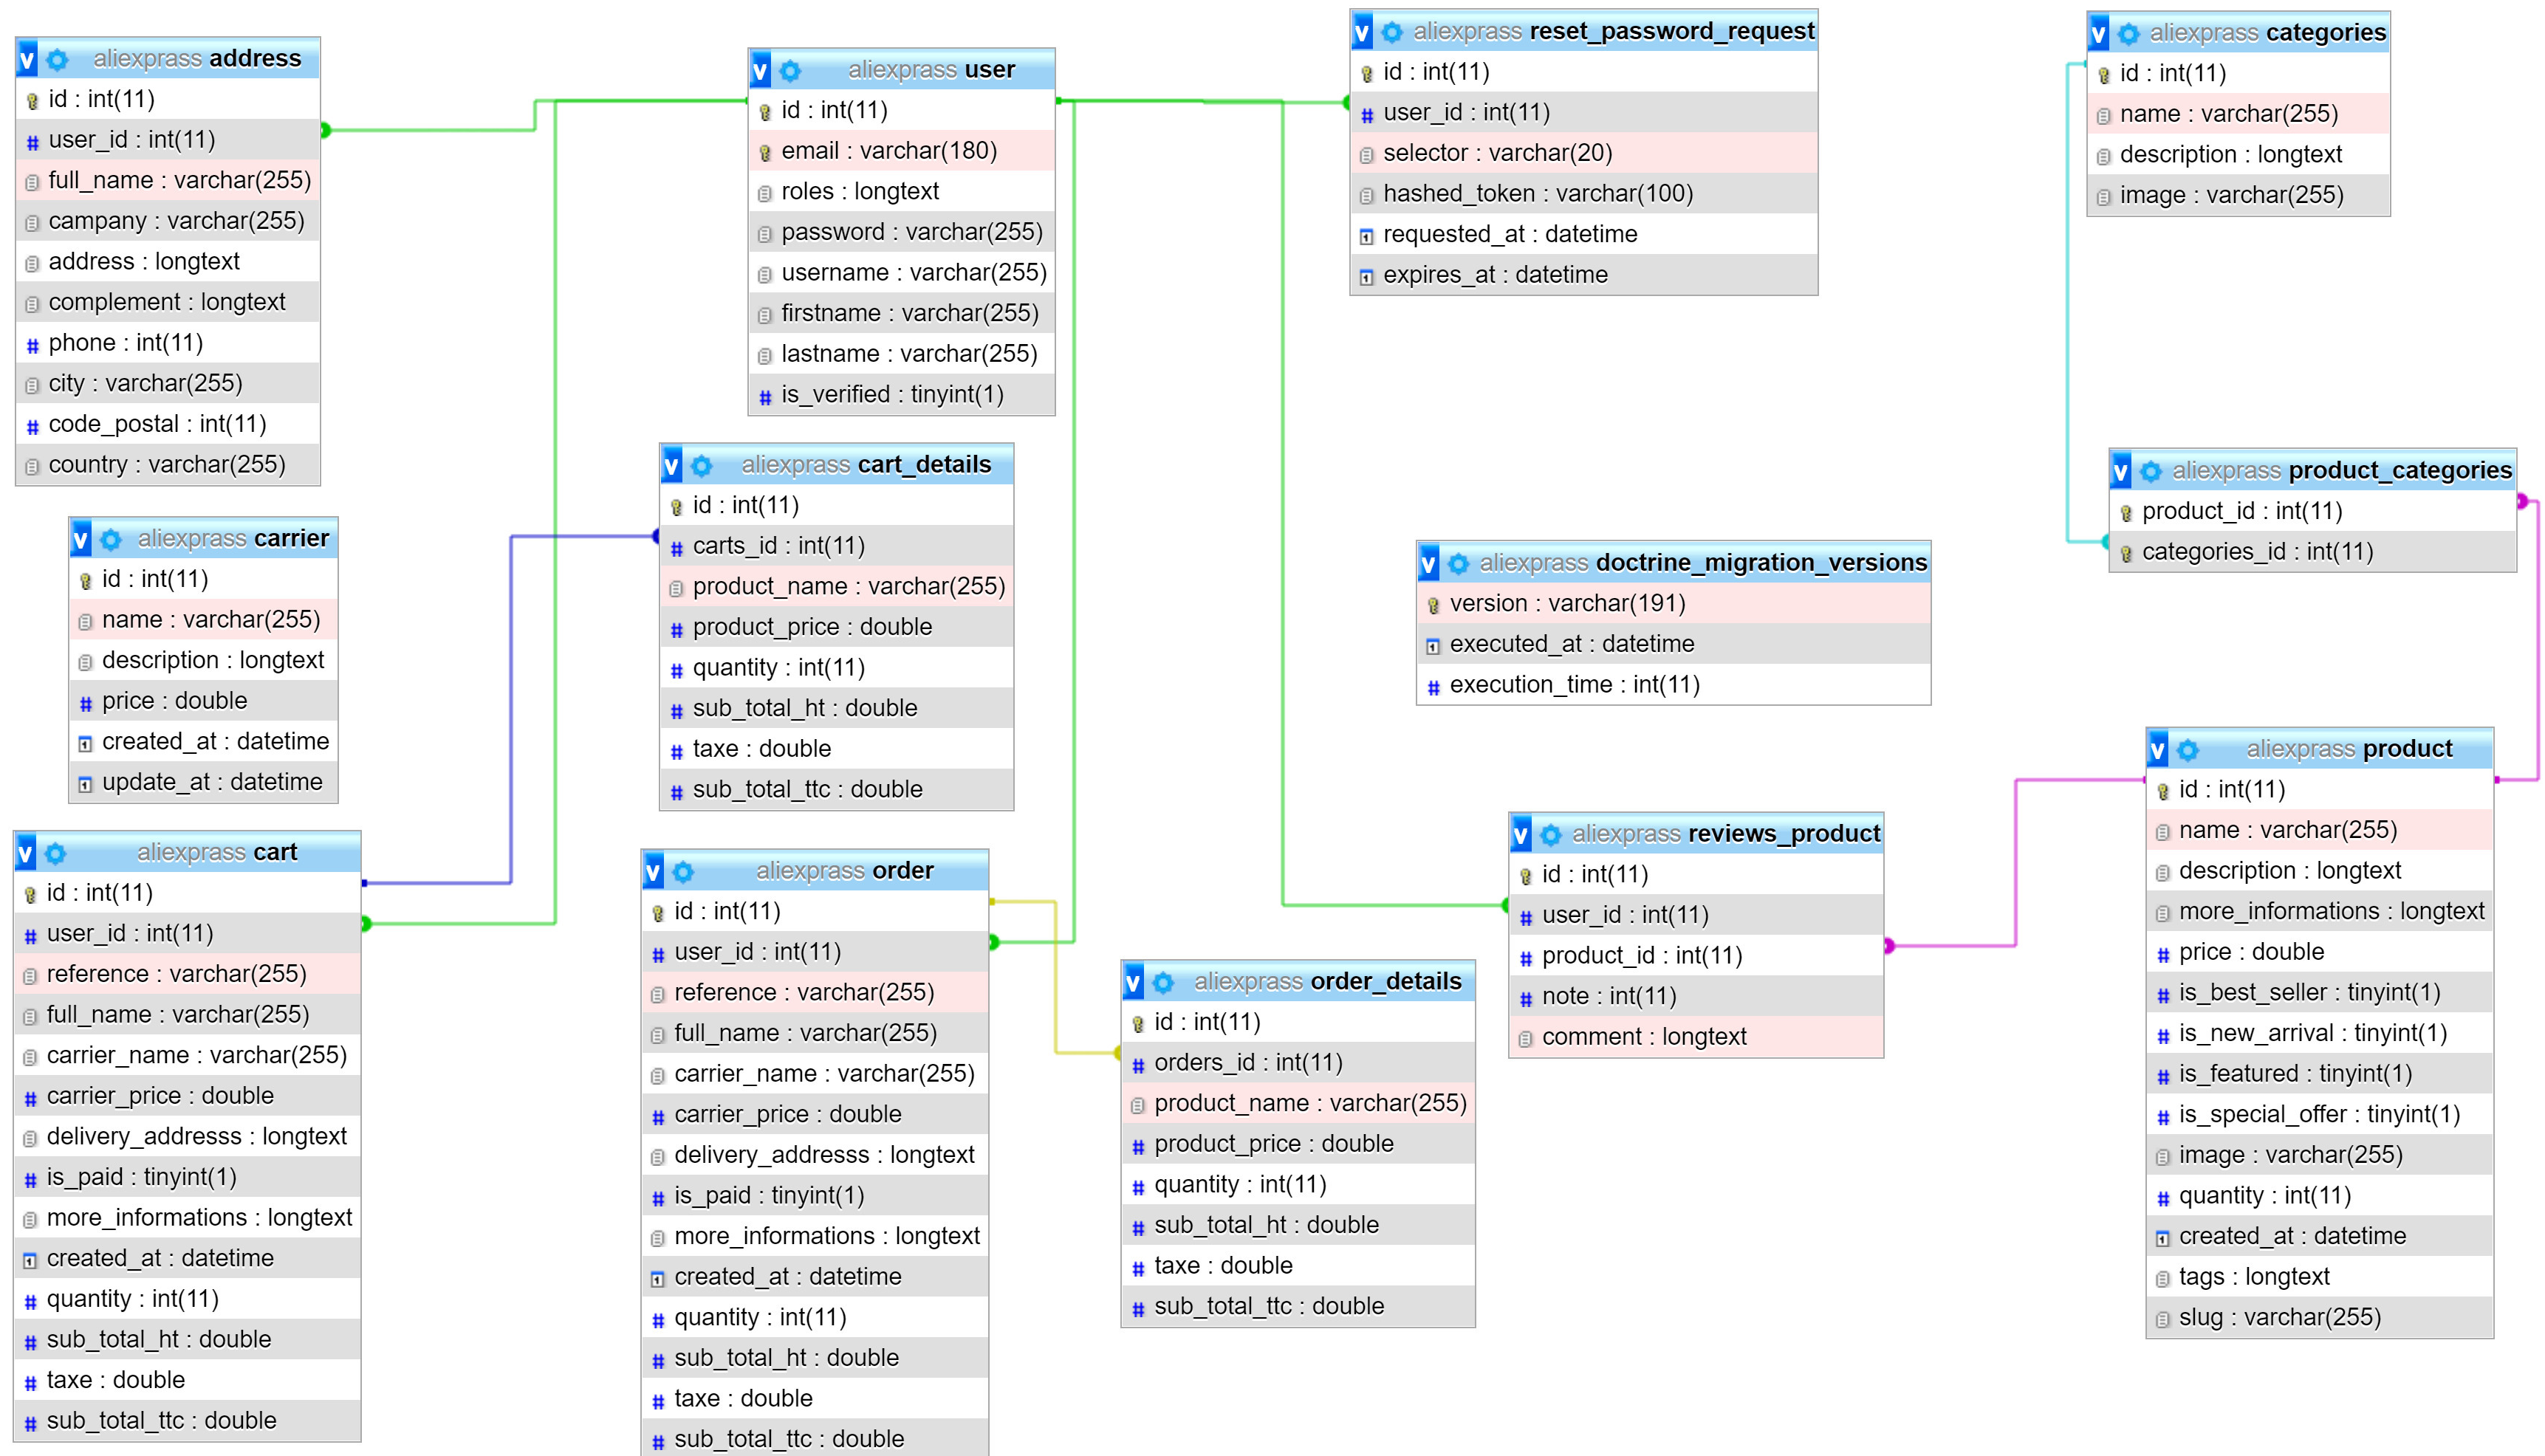 aliexprass address
id : int(11)
user_id : int(11)
full_name : varchar(255)
campany : varchar(255)
address : longtext
complement : longtext
phone : int(11)
city : varchar(255)
code_postal : int(11)
country : varchar(255)
aliexprass user
id : int(11)
email : varchar(180)
roles : longtext
password : varchar(255)
username : varchar(255)
firstname : varchar(255)
lastname : varchar(255)
is_verified : tinyint(1)
aliexprass reset_password_request
id : int(11)
user_id : int(11)
selector : varchar(20)
hashed_token : varchar(100)
requested_at : datetime
expires_at : datetime
aliexprass categories
id : int(11)
name : varchar(255)
description : longtext
image : varchar(255)
aliexprass carrier
id : int(11)
name : varchar(255)
description : longtext
price : double
created_at : datetime
update_at : datetime
aliexprass cart_details
id : int(11)
carts_id : int(11)
product_name : varchar(255)
product_price : double
quantity : int(11)
sub_total_ht : double
taxe : double
sub_total_ttc : double
aliexprass doctrine_migration_versions
version : varchar(191)
executed_at : datetime
execution_time : int(11)
aliexprass product_categories
product_id : int(11)
categories_id : int(11)
aliexprass cart
id : int(11)
user_id : int(11)
reference : varchar(255)
full_name : varchar(255)
carrier_name : varchar(255)
carrier_price : double
delivery_addresss : longtext
is_paid : tinyint(1)
more_informations : longtext
created_at : datetime
quantity : int(11)
sub_total_ht : double
taxe : double
sub_total_ttc : double
aliexprass order
id : int(11)
user_id : int(11)
reference : varchar(255)
full_name : varchar(255)
carrier_name : varchar(255)
carrier_price : double
delivery_addresss : longtext
is_paid : tinyint(1)
more_informations : longtext
created_at : datetime
quantity : int(11)
sub_total_ht : double
taxe : double
sub_total_ttc : double
aliexprass order_details
id : int(11)
orders_id : int(11)
product_name : varchar(255)
product_price : double
quantity : int(11)
sub_total_ht : double
taxe : double
sub_total_ttc : double
aliexprass reviews_product
id : int(11)
user_id : int(11)
product_id : int(11)
note : int(11)
comment : longtext
aliexprass product
id : int(11)
name : varchar(255)
description : longtext
more_informations : longtext
price : double
is_best_seller : tinyint(1)
is_new_arrival : tinyint(1)
is_featured : tinyint(1)
is_special_offer : tinyint(1)
image : varchar(255)
quantity : int(11)
created_at : datetime
tags : longtext
slug : varchar(255)